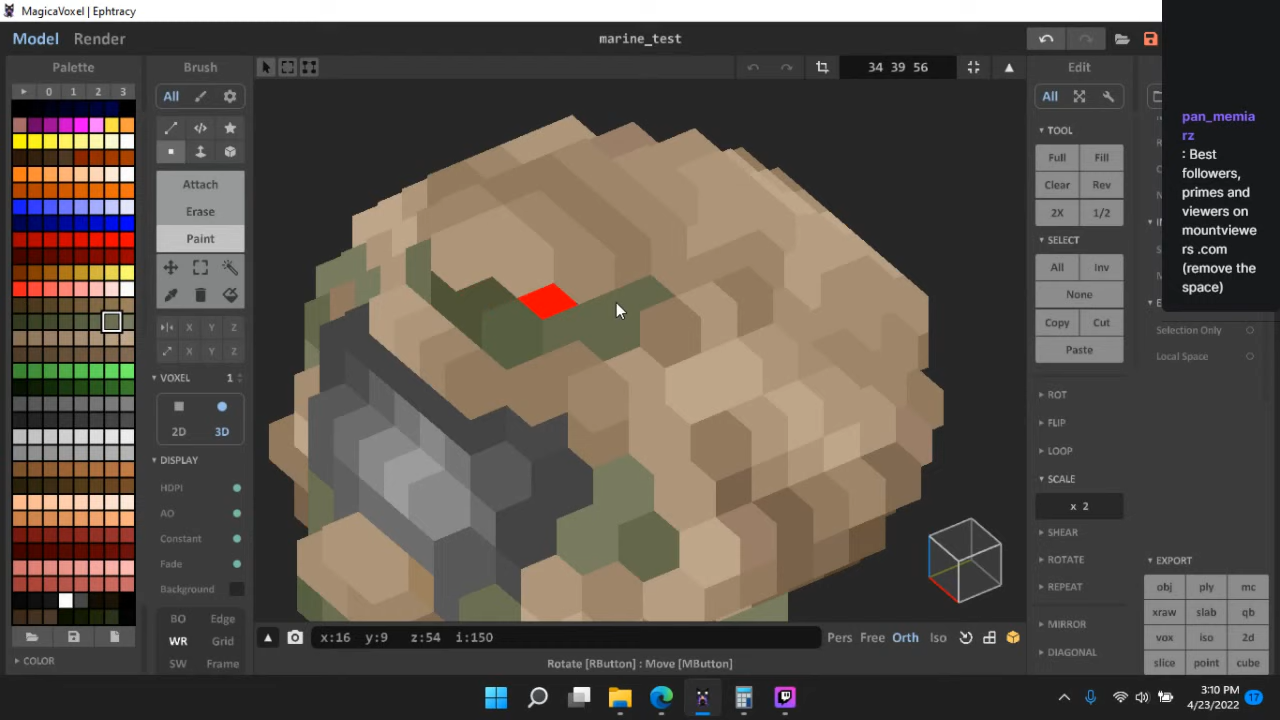 MagicaVoxel | Ephtracy
Model Render
marine_test
Palette
0 1 2 3
COLOR
Brush
All
Attach
Erase
Paint
X Y Z
X Y Z
VOXEL 1
2D 3D
DISPLAY
HDPI
AO
Constant
Fade
Background
BO Edge
WR Grid
SW Frame
34 39 56
x:16 y:9 z:54 i:150
Pers Free Orth Iso
Rotate [RButton] : Move [MButton]
Edit
All
TOOL
Full Fill
Clear Rev
2X 1/2
SELECT
All Inv
None
Copy Cut
Paste
ROT
FLIP
LOOP
SCALE
x 2
SHEAR
ROTATE
REPEAT
MIRROR
DIAGONAL
pan_memia
rz
: Best
followers,
primes and
viewers on
mountviewe
rs .com
(remove the
space)
Selection Only
Local Space
EXPORT
obj ply mc
xraw slab qb
vox iso 2d
slice point cube
3:10 PM
4/23/2022
17